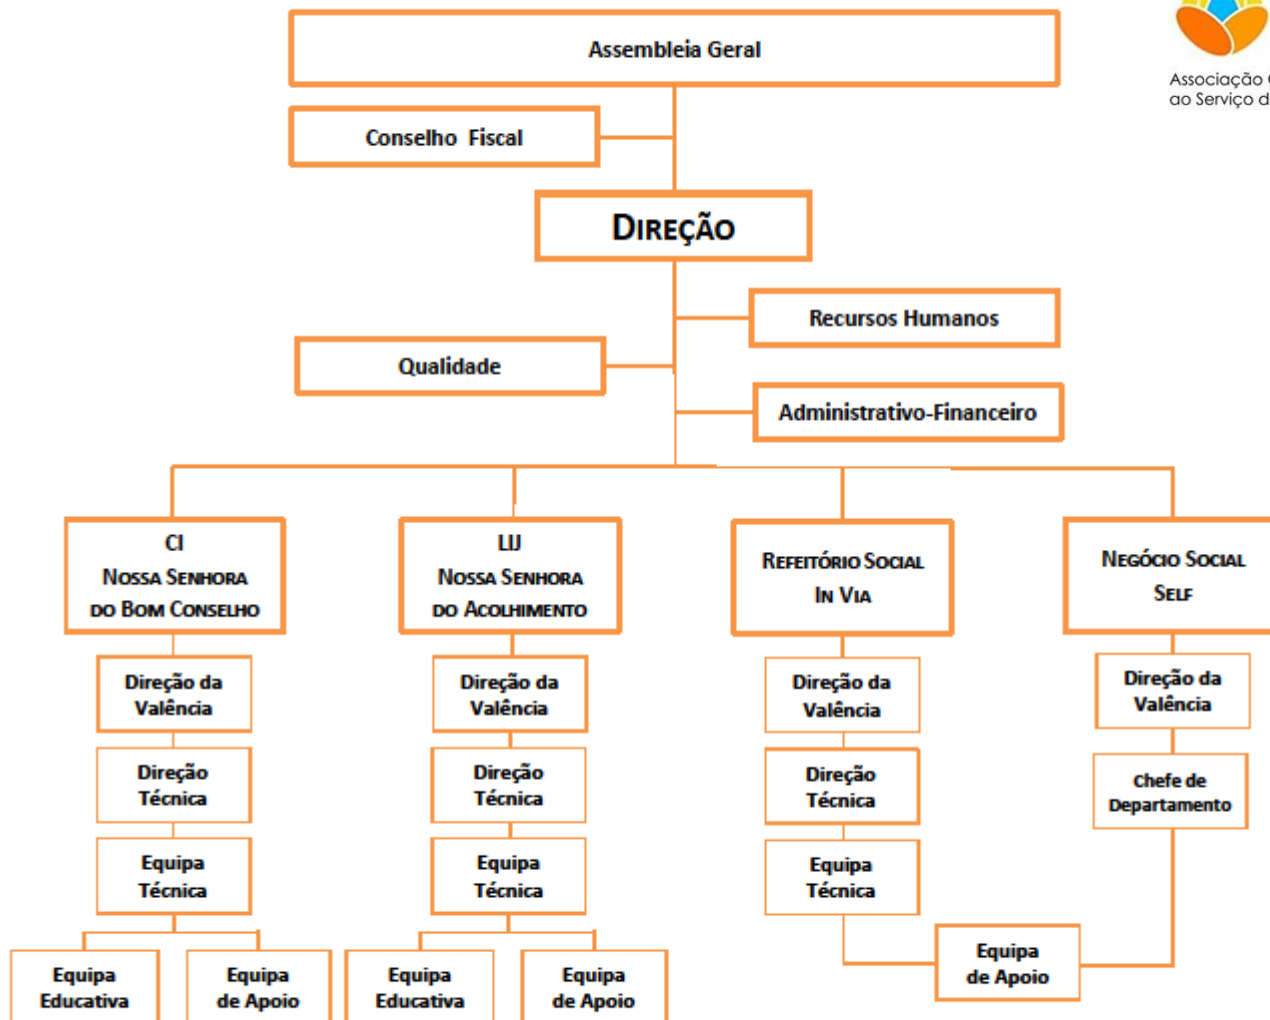 Assembleia Geral
Associação
ao Serviço d
Conselho Fiscal
DIREÇÃO
Recursos Humanos
Qualidade
Administrativo-Financeiro
CI
NOSSA SENHORA
DO BOM CONSELHO
LIJ
NOSSA SENHORA
DO ACOLHIMENTO
REFEITÓRIO SOCIAL
IN VIA
NEGÓCIO SOCIAL
SELF
Direção da
Valência
Direção da
Valência
Direção da
Valência
Direção da
Valência
Direção
Técnica
Direção
Técnica
Direção
Técnica
Chefe de
Departamento
Equipa
Técnica
Equipa
Técnica
Equipa
Técnica
Equipa
Educativa
Equipa
de Apoio
Equipa
Educativa
Equipa
de Apoio
Equipa
de Apoio